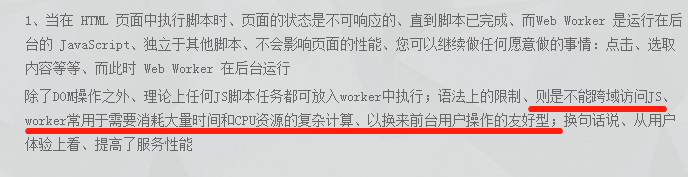 1、当在 HTML 页面中执行脚本时、页面的状态是不可响应的、直到脚本已完成、而Web Worker 是运行在后
台的 JavaScript、独立于其他脚本、不会影响页面的性能、您可以继续做任何愿意做的事情：点击、选取
内容等等、而此时 Web Worker 在后台运行
除了DOM操作之外、理论上任何JS脚本任务都可放入worker中执行；语法上的限制、则是不能跨域访问JS、
worker常用于需要消耗大量时间和CPU资源的复杂计算、以换来前台用户操作的友好型；换句话说、从用户
体验上看、提高了服务性能